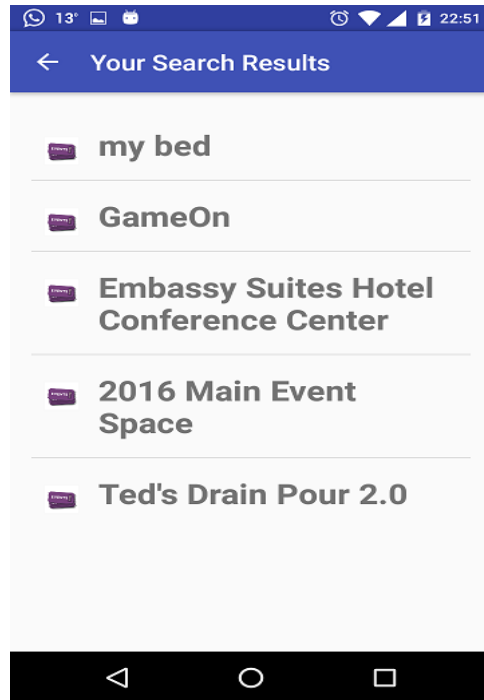 13° 22:51
Your Search Results
my bed
GameOn
Embassy Suites Hotel
Conference Center
2016 Main Event
Space
Ted's Drain Pour 2.0